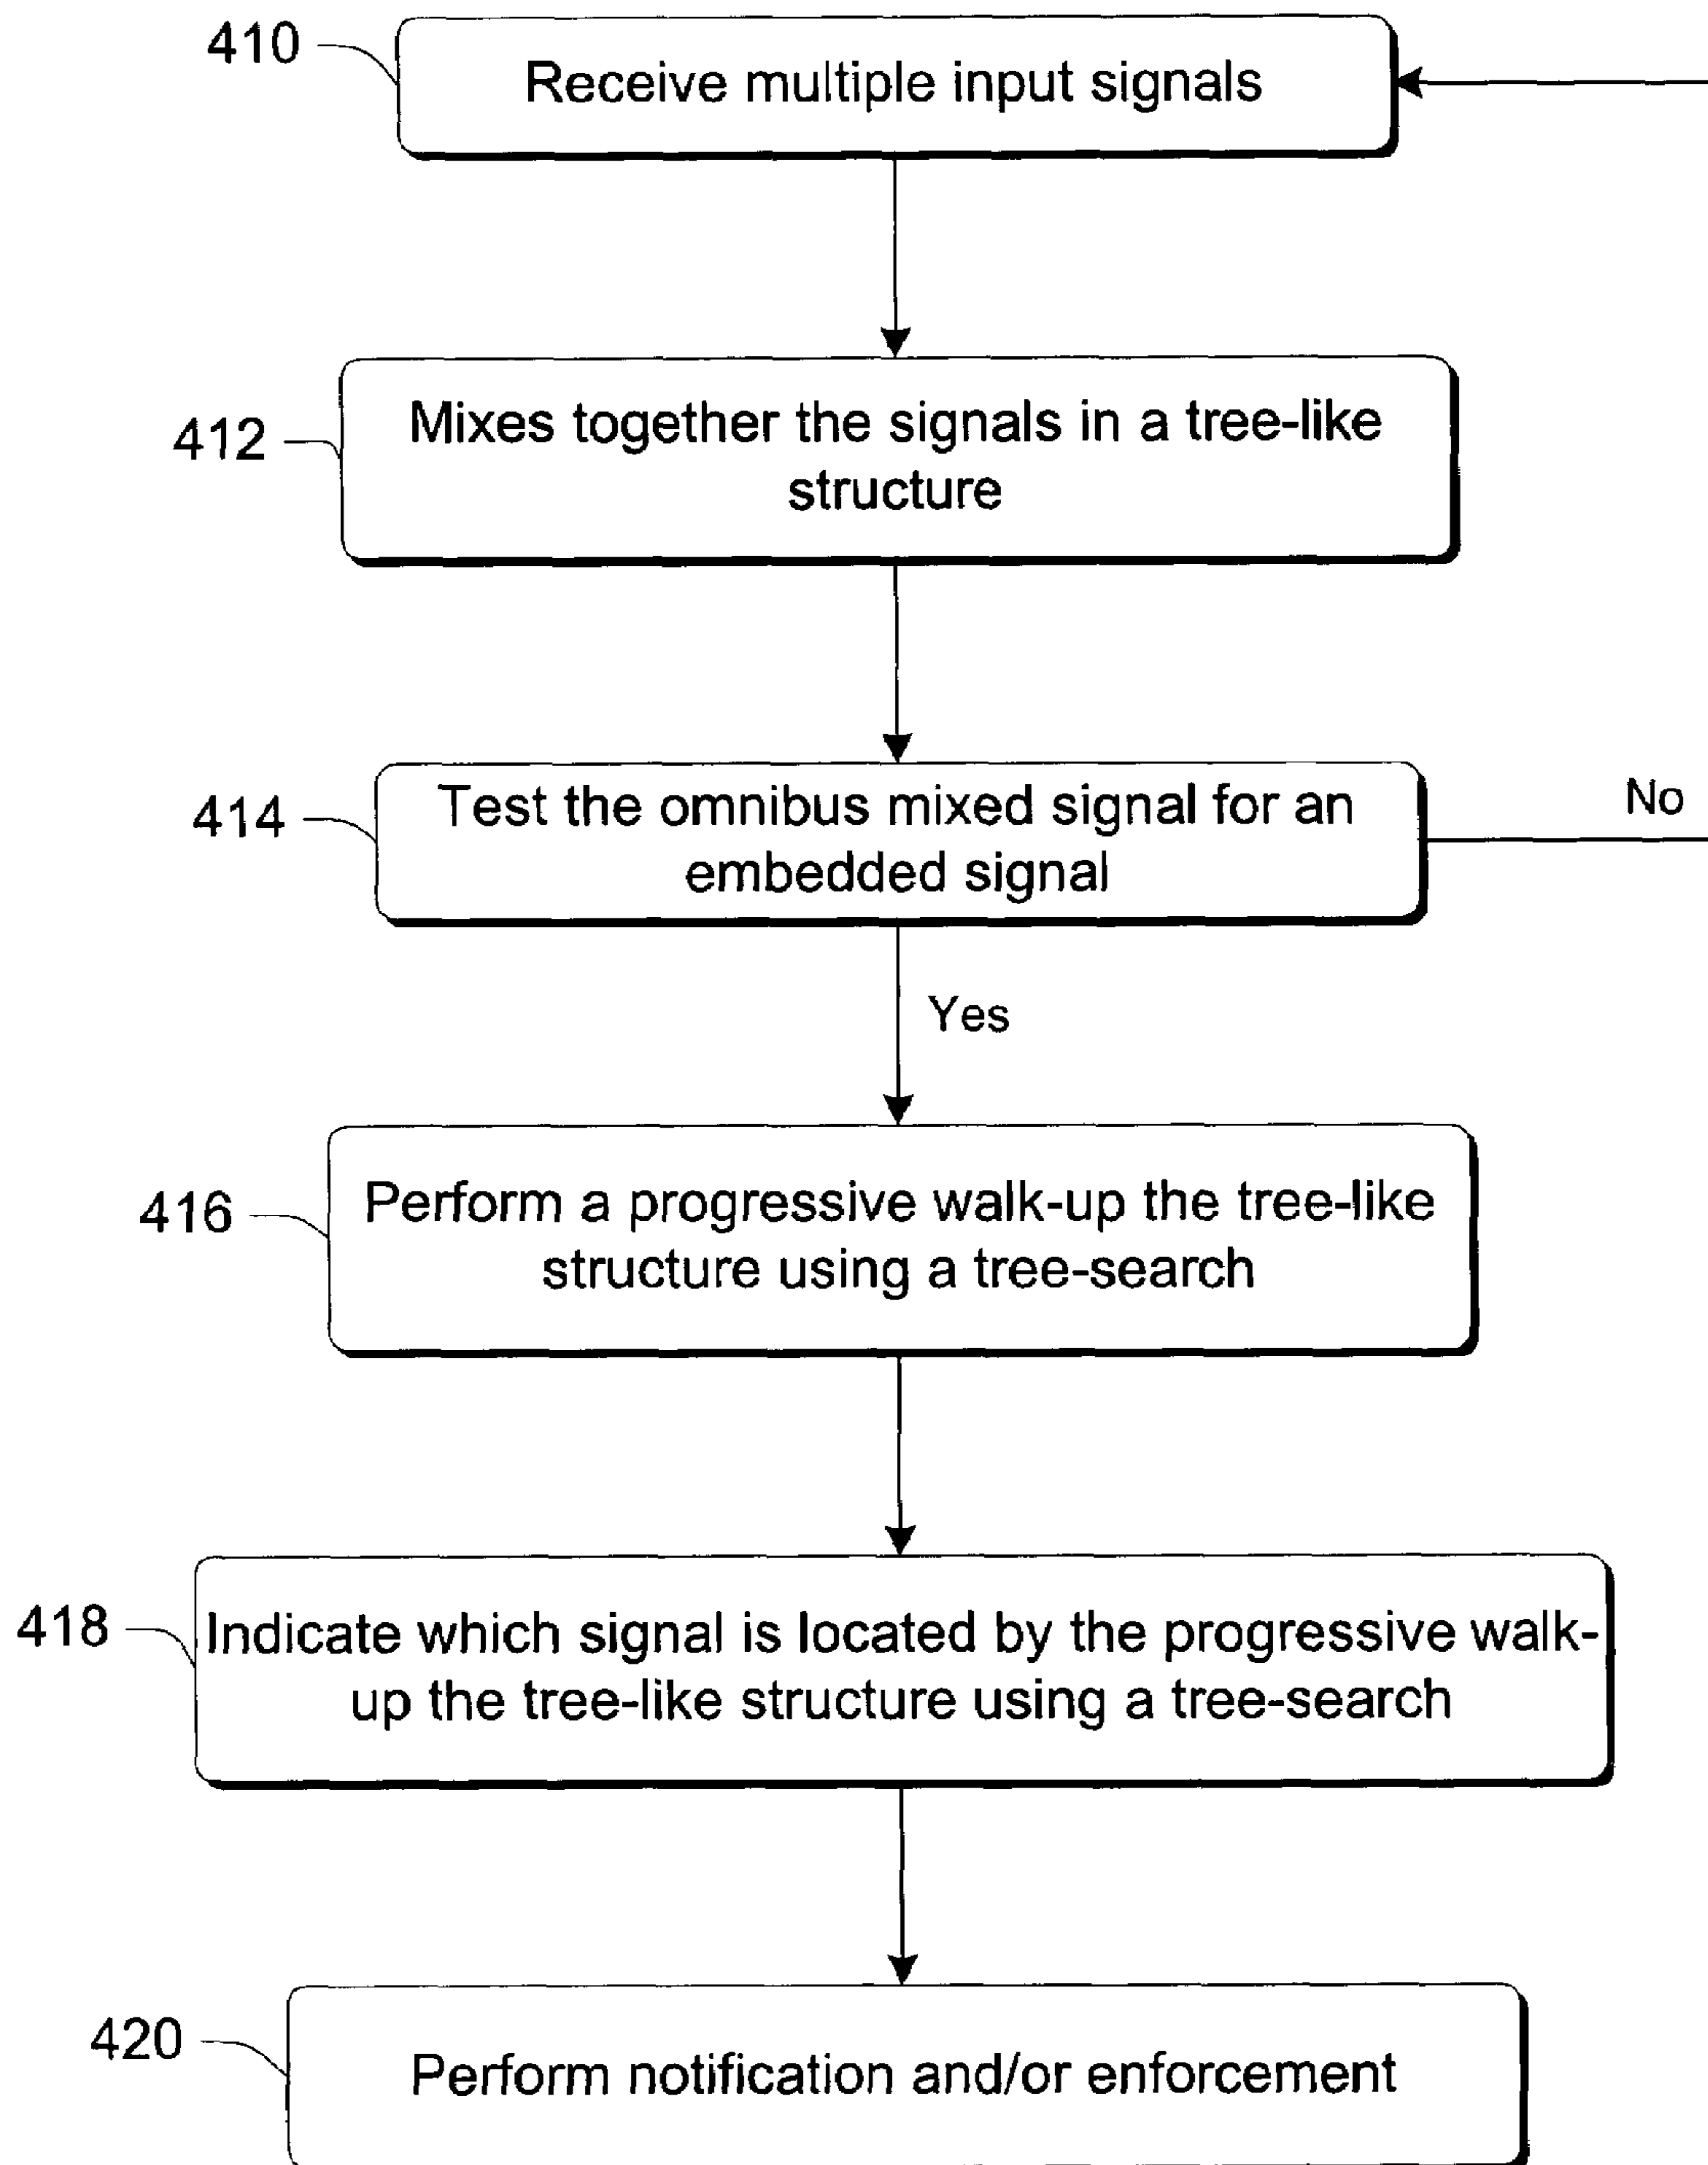 410
Receive multiple input signals
412
Mixes together the signals in a tree-like
structure
414
Test the omnibus mixed signal for an
embedded signal
No
Yes
416
Perform a progressive walk-up the tree-like
structure using a tree-search
418
Indicate which signal is located by the progressive walk-
up the tree-like structure using a tree-search
420
Perform notification and/or enforcement